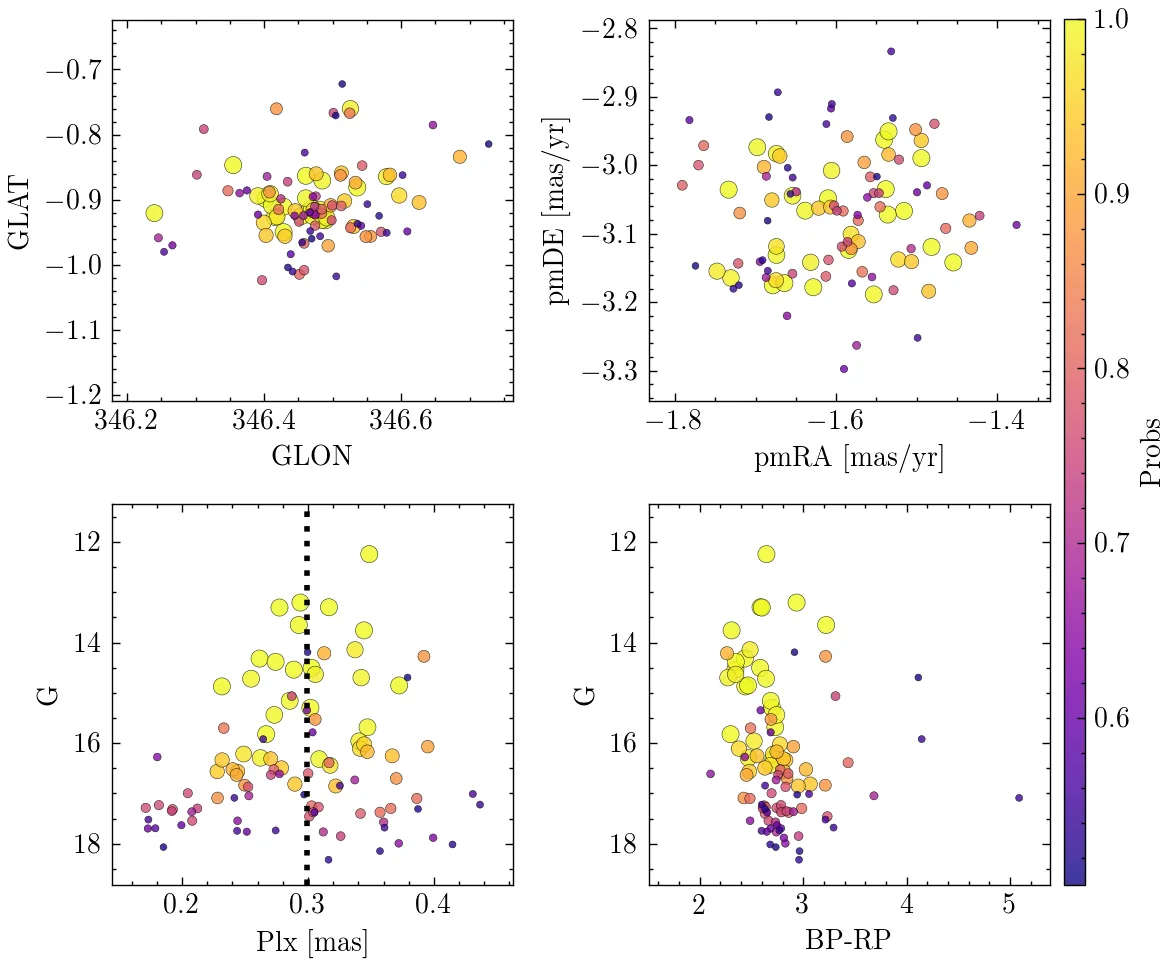 −0.7
−0.8
−0.9
−1.0
−1.1
−1.2
GLAT
346.2 346.4 346.6
GLON
−2.8
−2.9
−3.0
−3.1
−3.2
−3.3
pmDE [mas/yr]
−1.8 −1.6 −1.4
pmRA [mas/yr]
12
14
16
18
G
0.2 0.3 0.4
Plx [mas]
12
14
16
18
G
2 3 4 5
BP-RP
1.0
0.9
0.8
0.7
0.6
Probs